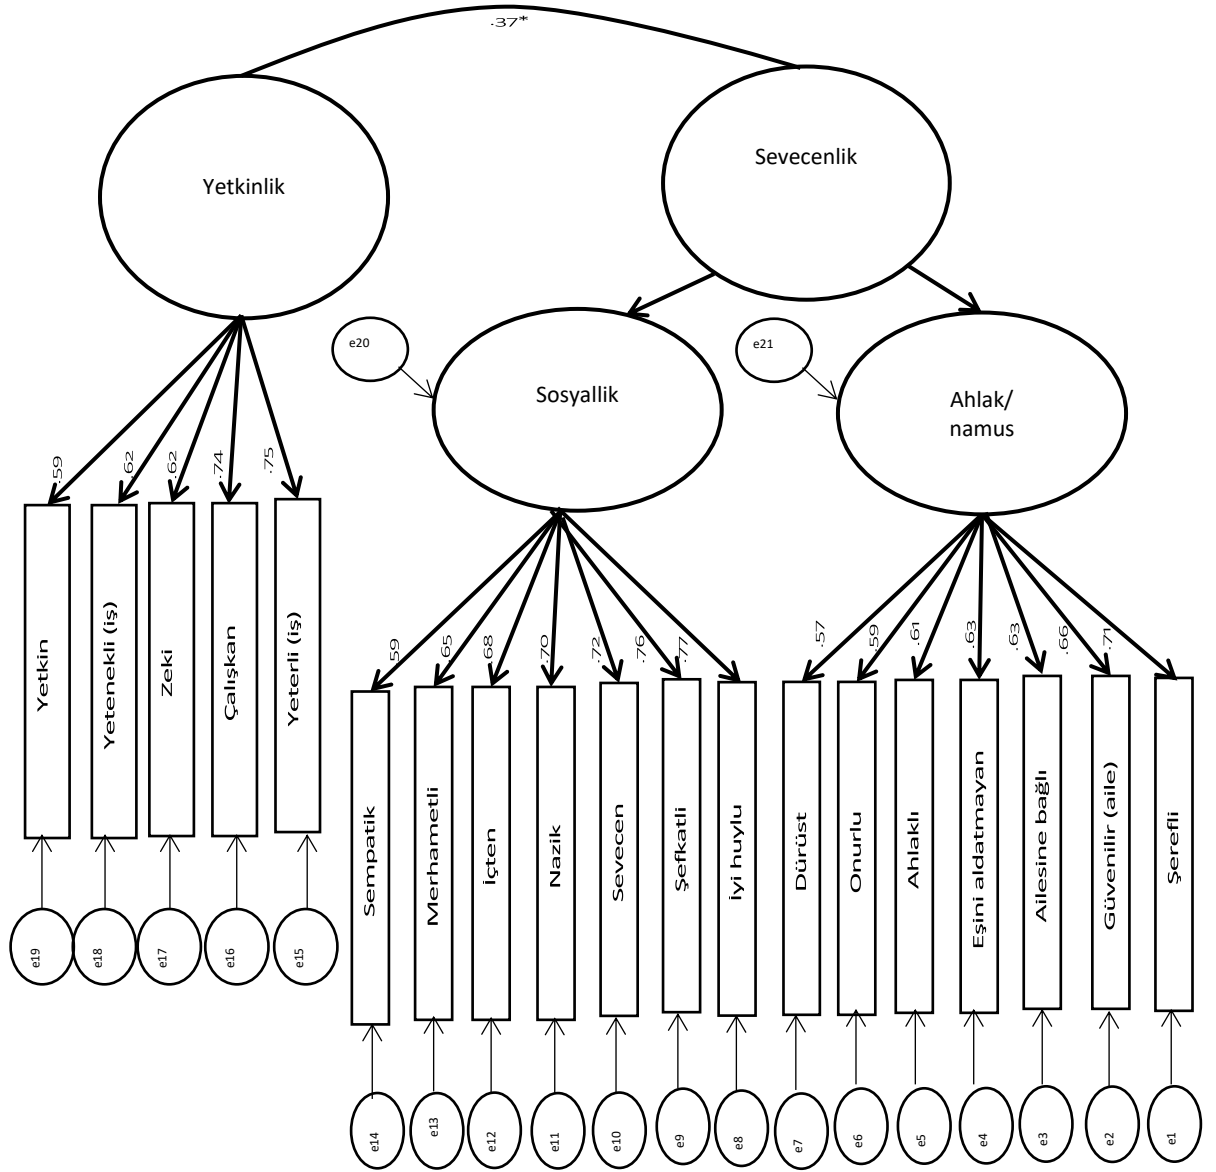 .37*
Yetkinlik
Sevecenlik
e20
Sosyallik
e21
Ahlak/
namus
.59
.62
.62
.74
.75
Yetkin
Yetenekli (iş)
Zeki
Çalışkan
Yeterli (iş)
e19
e18
e17
e16
e15
.59
.65
.68
.70
.72
.76
.77
Sempatik
Merhametli
İçten
Nazik
Sevecen
Şefkatli
İyi huylu
.57
.59
.61
.63
.63
.66
.71
Dürüst
Onurlu
Ahlaklı
Eşini aldatmayan
Ailesine bağlı
Güvenilir (aile)
Şerefli
e14
e13
e12
e11
e10
e9
e8
e7
e6
e5
e4
e3
e2
e1